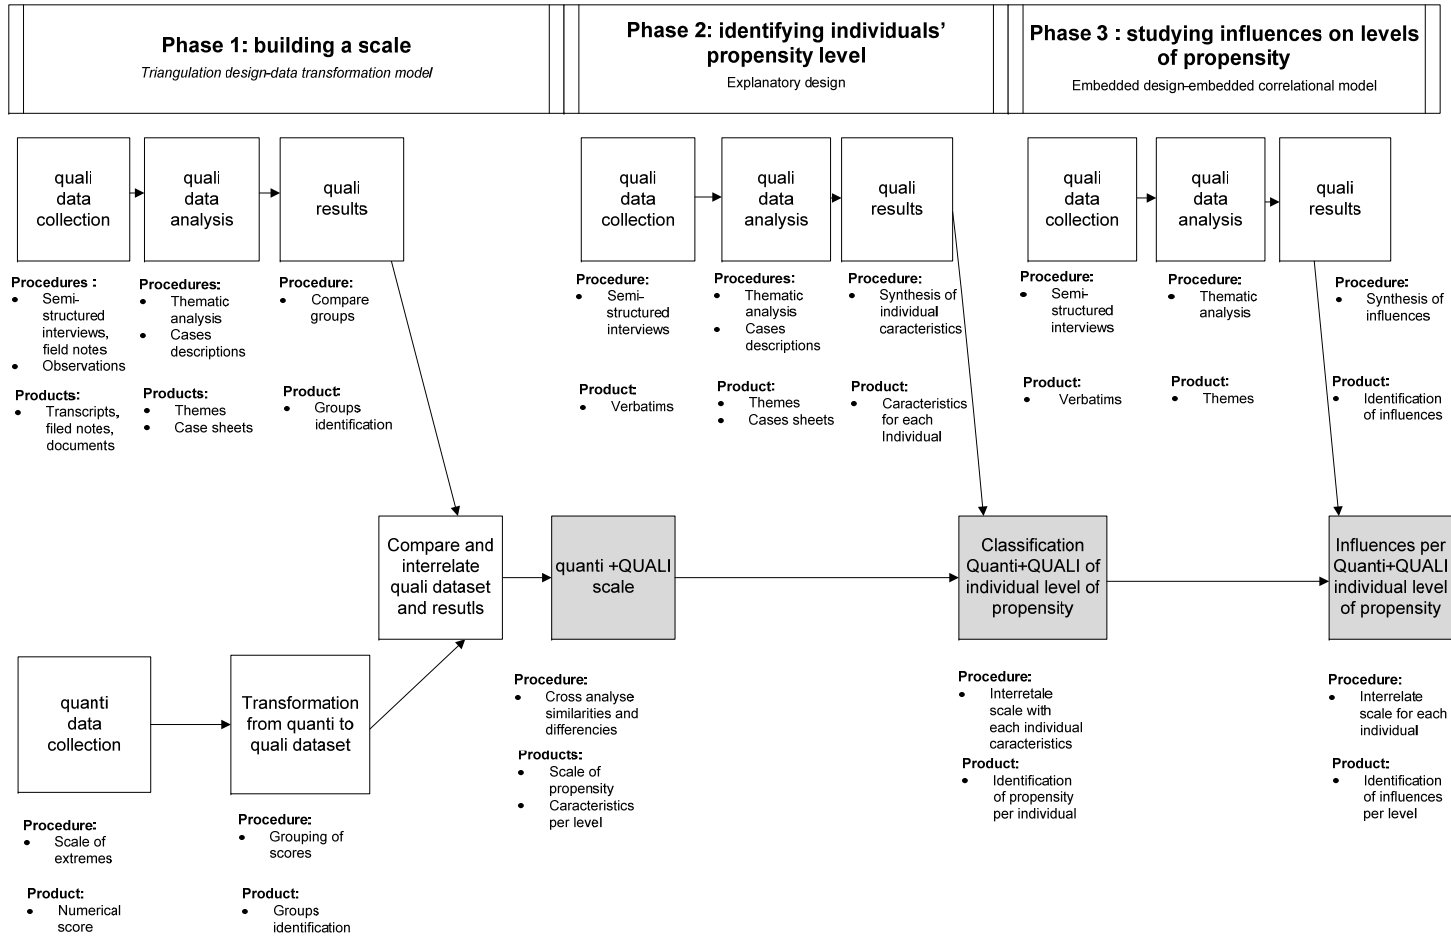 Phase 1: building a scale
Triangulation design-data transformation model
Phase 2: identifying individuals'
propensity level
Explanatory design
Phase 3 : studying influences on levels
of propensity
Embedded design-embedded correlational model
quali
data
collection
quali
data
analysis
quali
results
quali
data
collection
quali
data
analysis
quali
results
quali
data
collection
quali
data
analysis
quali
results
Procedures :
• Semi-
structured
interviews,
field notes
• Observations
Products:
• Transcripts,
filed notes,
documents
Procedures:
• Thematic
analysis
• Cases
descriptions
Products:
• Themes
• Case sheets
Procedure:
• Compare
groups
Product:
• Groups
identification
Procedure:
• Semi-
structured
interviews
Product:
• Verbatims
Procedures:
• Thematic
analysis
• Cases
descriptions
Product:
• Themes
• Cases sheets
Procedure:
• Synthesis of
individual
caracteristics
Product:
• Caracteristics
for each
Individual
Procedure:
• Semi-
structured
interviews
Product:
• Verbatims
Procedure:
• Thematic
analysis
Product:
• Themes
Procedure:
• Synthesis of
influences
Product:
• Identification
of influences
Compare and
interrelate
quali dataset
and resutls
quanti +QUALI
scale
Classification
Quanti+QUALI of
individual level of
propensity
Influences per
Quanti+QUALI
individual level
of propensity
quanti
data
collection
Transformation
from quanti to
quali dataset
Procedure:
• Scale of
extremes
Product:
• Numerical
score
Procedure:
• Grouping of
scores
Product:
• Groups
identification
Procedure:
• Cross analyse
similarities and
differencies
Products:
• Scale of
propensity
• Caracteristics
per level
Procedure:
• Interretale
scale with
each individual
caracteristics
Product:
• Identification
of propensity
per individual
Procedure:
• Interrelate
scale for each
individual
Product:
• Identification
of influences
per level